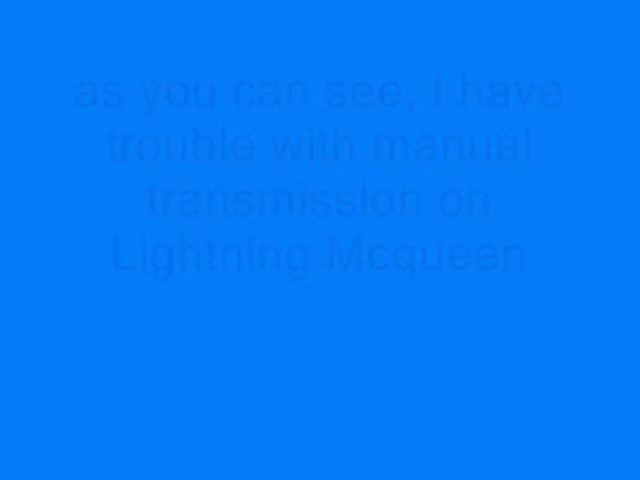 as you can see, I have
trouble with manual
transmission on
Lightning Mcqueen